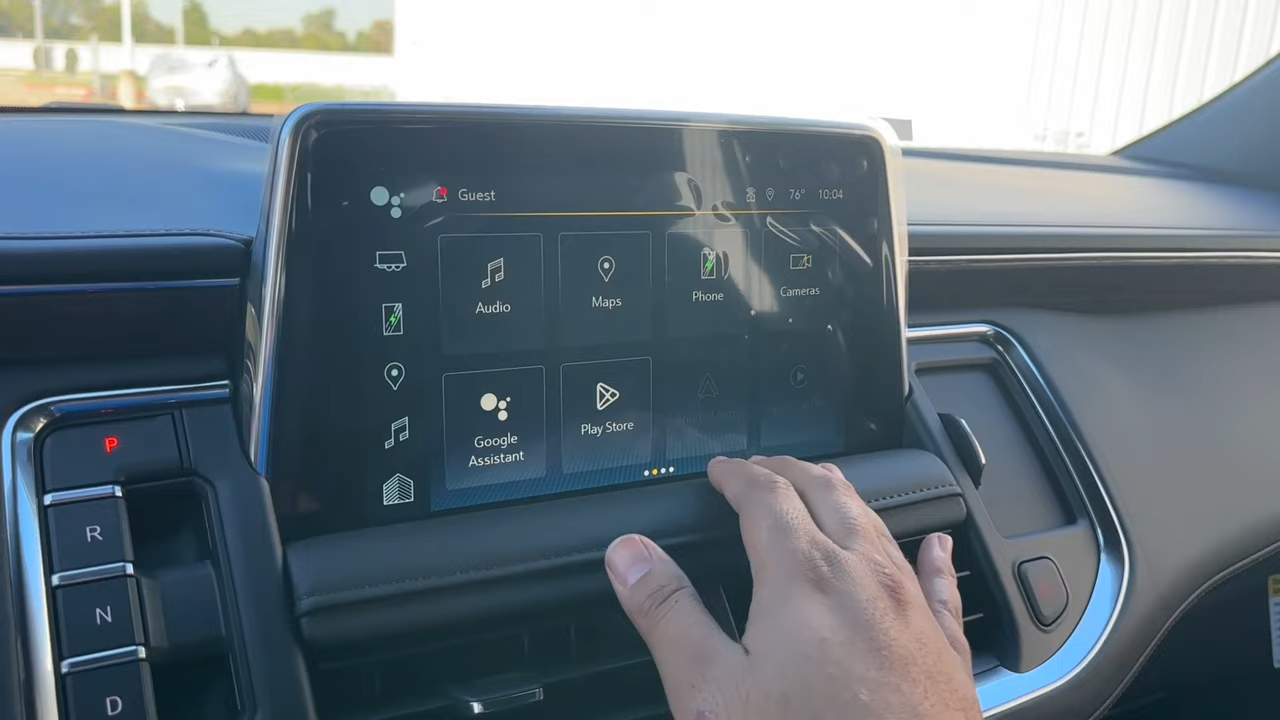 Guest
76° 10:04
Audio
Maps
Phone
Cameras
Google
Assistant
Play Store
P
R
N
D